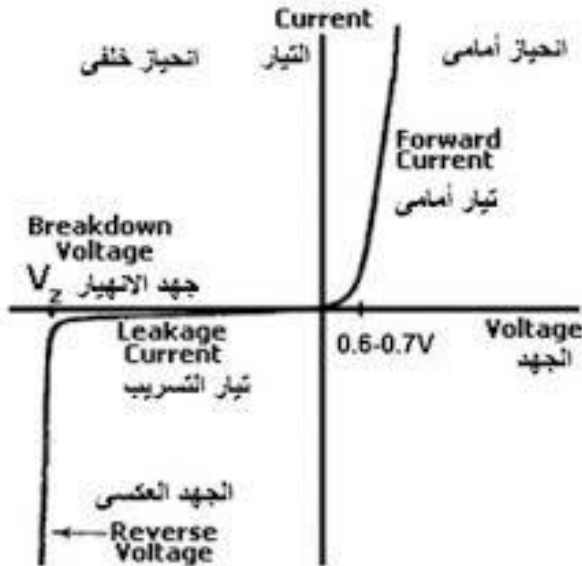 Current
التيار
انحياز خلفى
انحياز أمامى
Forward
Current
تيار أمامى
Breakdown
Voltage
Vz جهد الانهيار
Leakage
Current
تيار التسريب
0.6-0.7V
Voltage
الجهد
الجهد العكسى
Reverse
Voltage